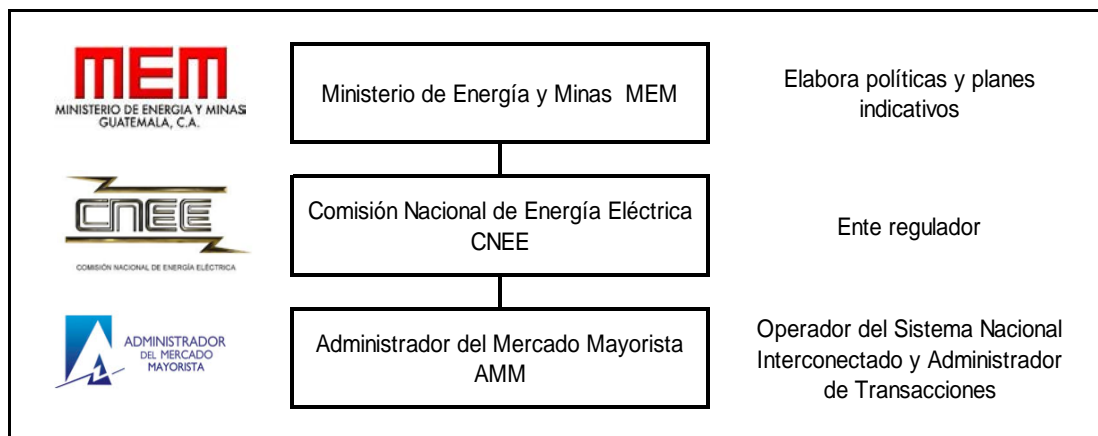 MEM
MINISTERIO DE ENERGIA Y MINAS
GUATEMALA, C.A.
Ministerio de Energía y Minas MEM
Elabora políticas y planes
indicativos
CNEE
COMISIÓN NACIONAL DE ENERGÍA ELÉCTRICA
Comisión Nacional de Energía Eléctrica
CNEE
Ente regulador
ADMINISTRADOR
DEL MERCADO
MAYORISTA
Administrador del Mercado Mayorista
AMM
Operador del Sistema Nacional
Interconectado y Administrador
de Transacciones